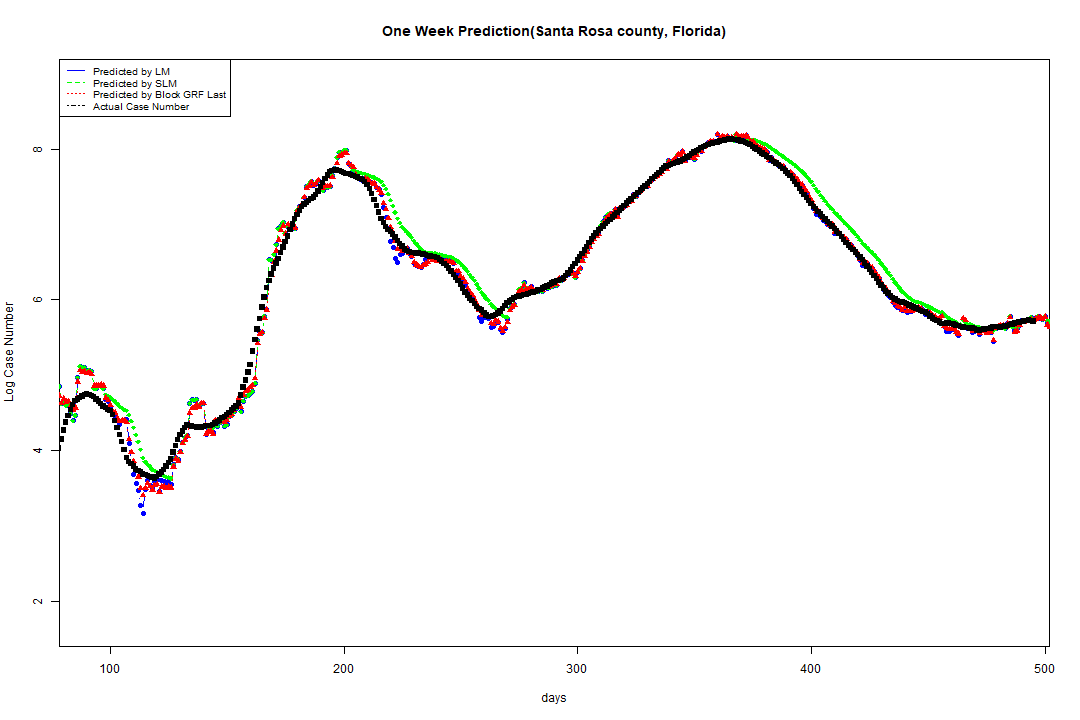 One Week Prediction(Santa Rosa county, Florida)
Predicted by LM
Predicted by SLM
Predicted by Block GRF Last
Actual Case Number
8
6
4
2
Log Case Number
100 200 300 400 500
days